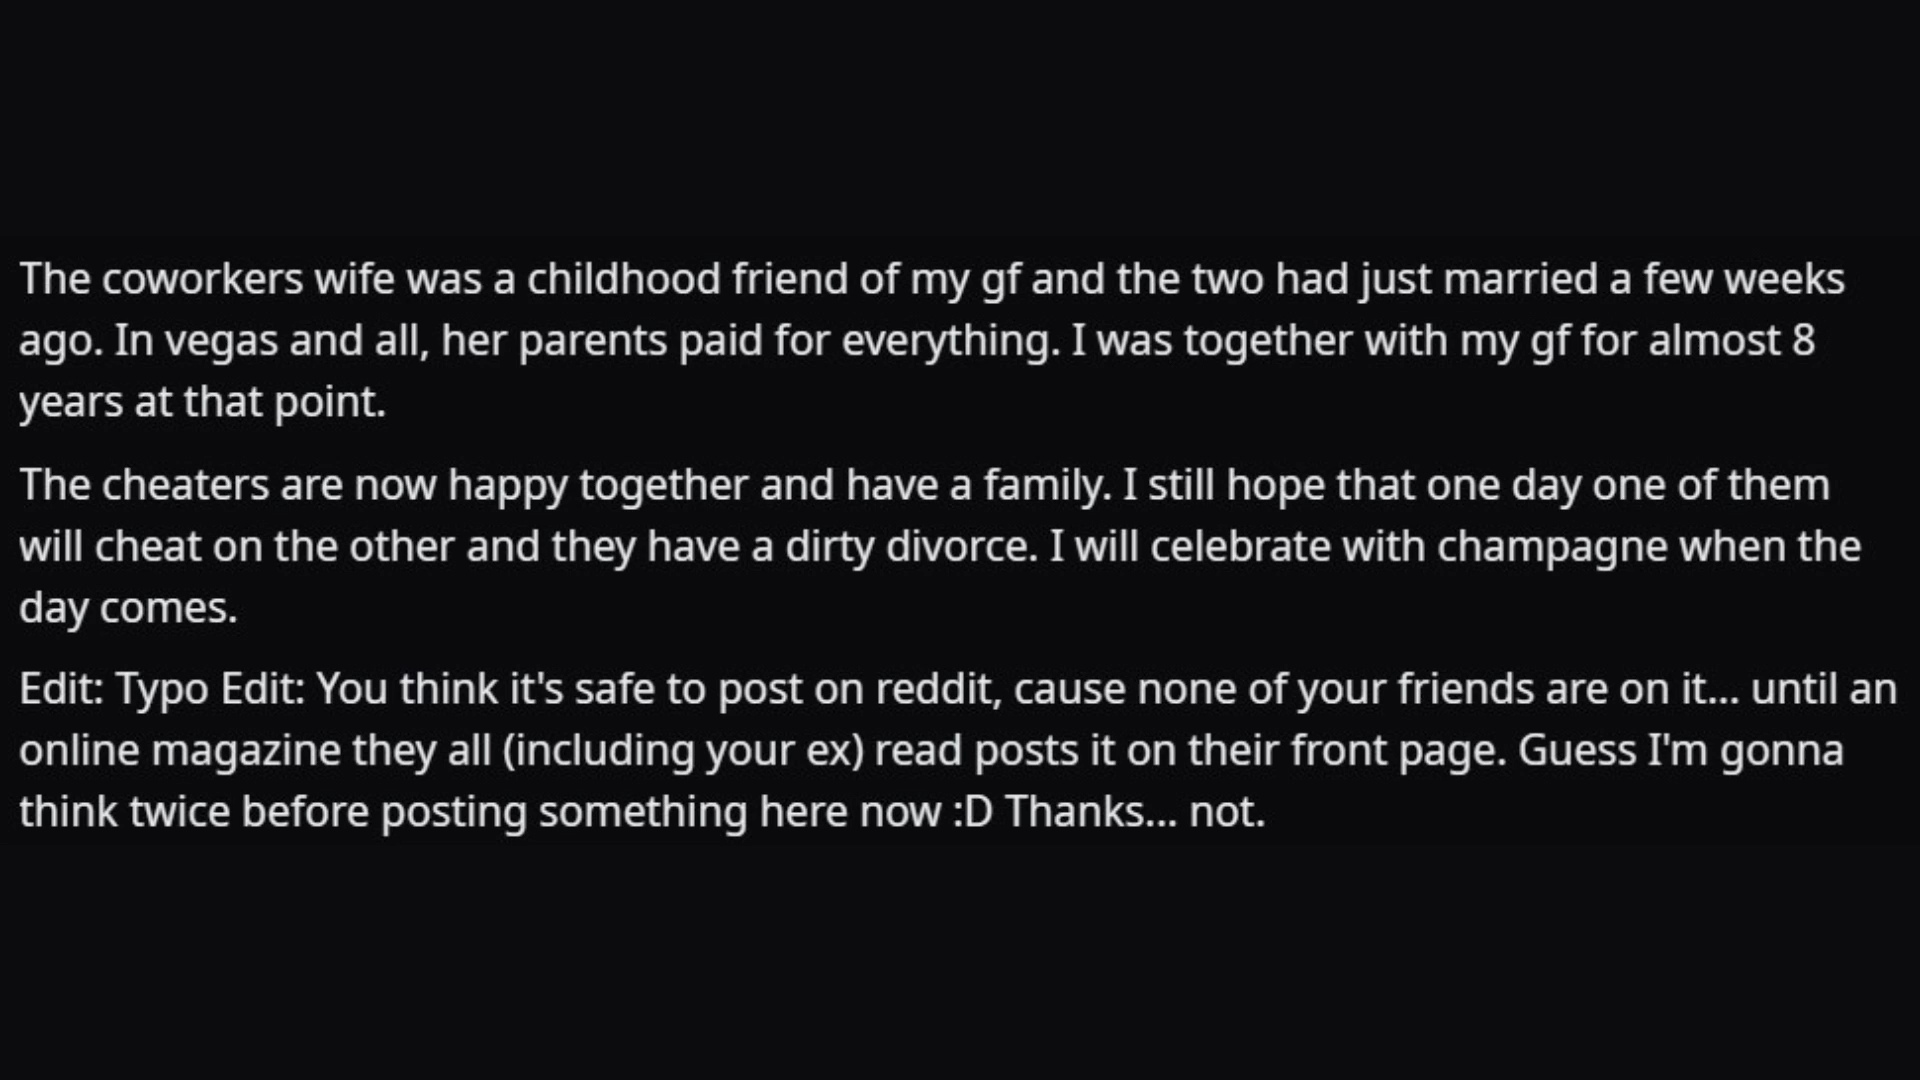 The coworkers wife was a childhood friend of my gf and the two had just married a few weeks
ago. In vegas and all, her parents paid for everything. I was together with my gf for almost 8
years at that point.
The cheaters are now happy together and have a family. I still hope that one day one of them
will cheat on the other and they have a dirty divorce. I will celebrate with champagne when the
day comes.
Edit: Typo Edit: You think it's safe to post on reddit, cause none of your friends are on it... until an
online magazine they all (including your ex) read posts it on their front page. Guess I'm gonna
think twice before posting something here now :D Thanks... not.